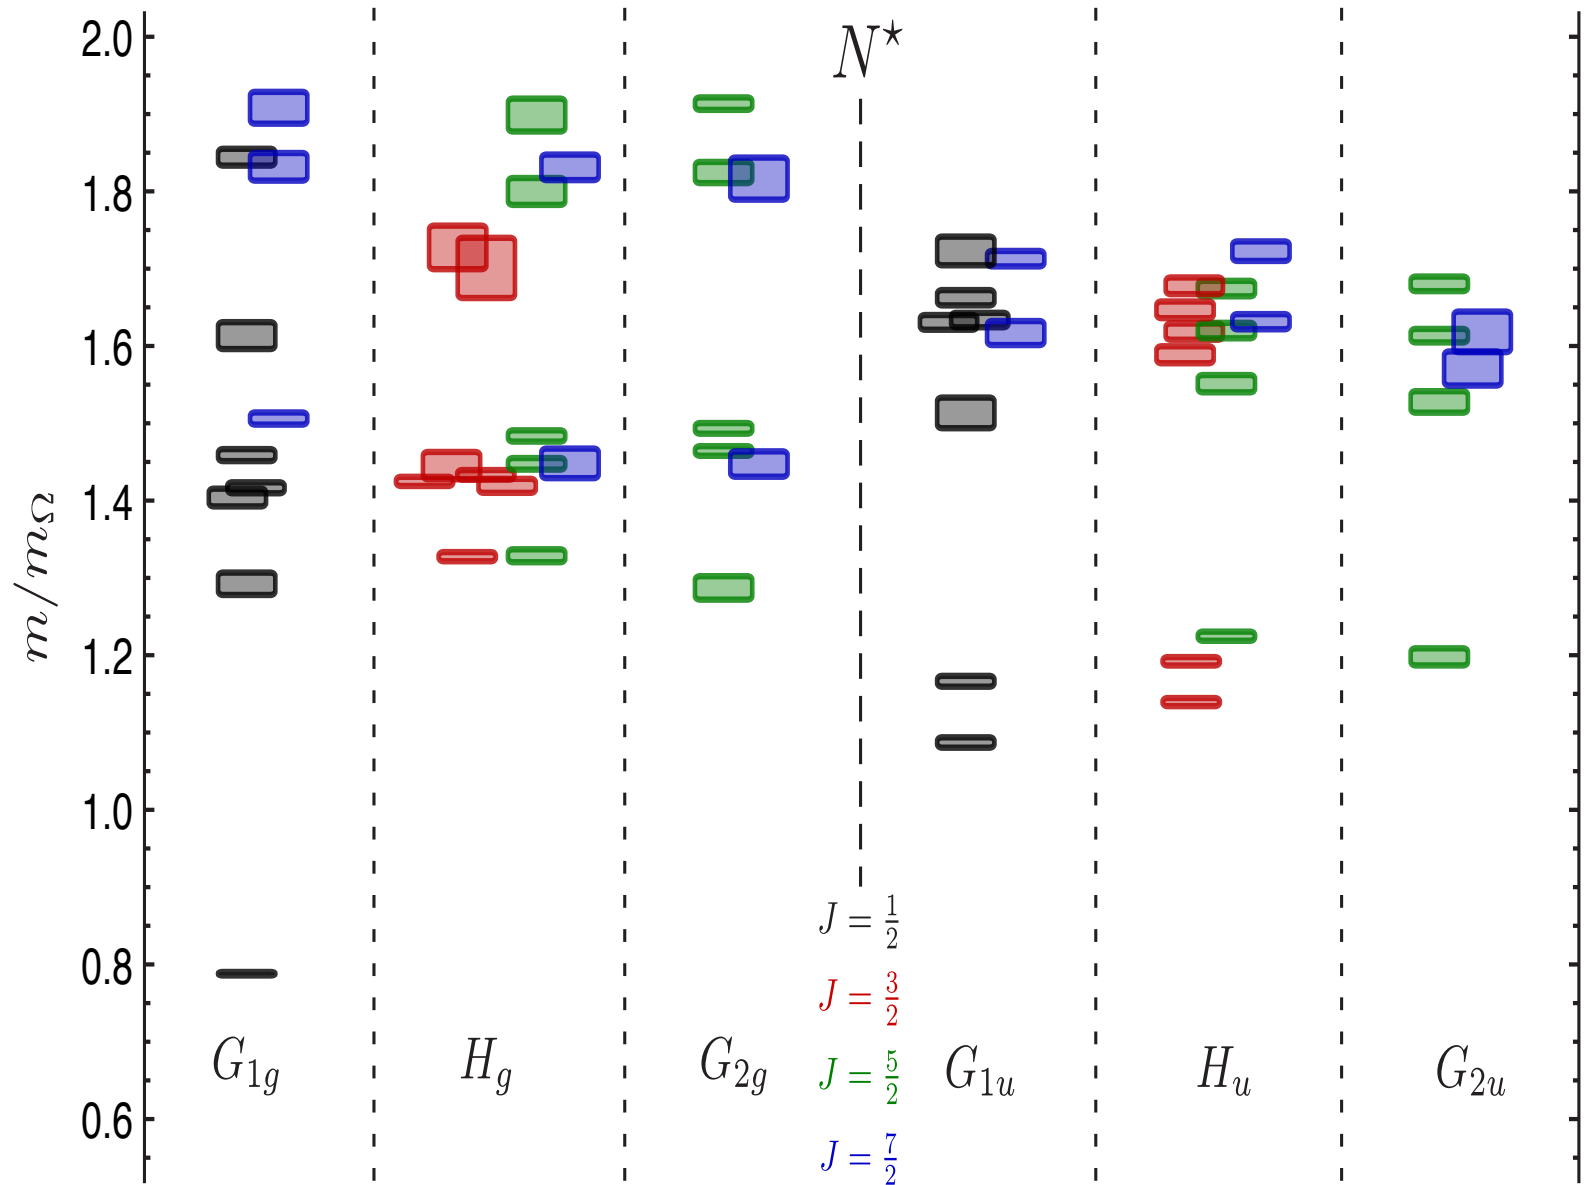 N⋆
2.0
1.8
1.6
1.4
1.2
1.0
0.8
0.6
m/mΩ
J = 1/2
J = 3/2
J = 5/2
J = 7/2
G1g Hg G2g G1u Hu G2u